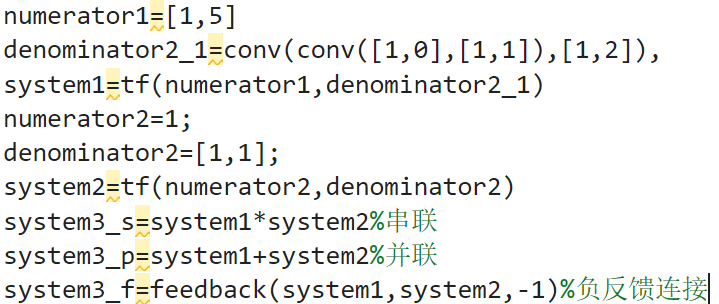 numerator1=[1,5]
denominator2_1=conv(conv([1,0],[1,1]),[1,2]),
system1=tf(numerator1,denominator2_1)
numerator2=1;
denominator2=[1,1];
system2=tf(numerator2,denominator2)
system3_s=system1*system2%串联
system3_p=system1+system2%并联
system3_f=feedback(system1,system2,-1)%负反馈连接